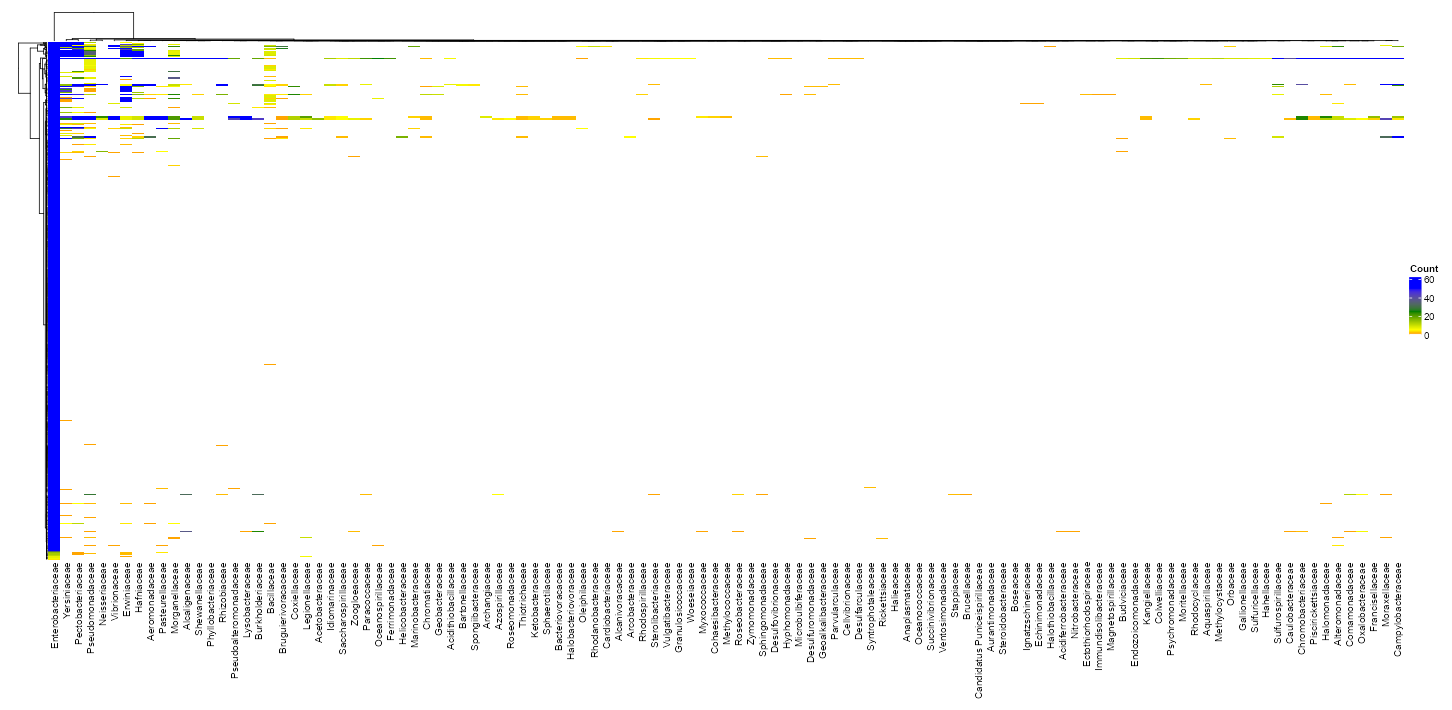 Count
60
40
20
0
Enterobacteriaceae
Yersiniaceae
Pectobacteriaceae
Pseudomonadaceae
Neisseriaceae
Vibrionaceae
Erwiniaceae
Hafniaceae
Aeromonadaceae
Pasteurellaceae
Morganellaceae
Alcaligenaceae
Shewanellaceae
Phyllobacteriaceae
Rhizobiaceae
Pseudoalteromonadaceae
Lysobacteraceae
Burkholderiaceae
Bacillaceae
Bruguierivoracaceae
Coxiellaceae
Legionellaceae
Acetobacteraceae
Idiomarinaceae
Saccharospirillaceae
Zoogloeaceae
Paracoccaceae
Oceanospirillaceae
Ferrimonadaceae
Helicobacteraceae
Marinobacteraceae
Chromatiaceae
Geobacteraceae
Acidithiobacillaceae
Barrientosiimonadaceae
Spongiibacteraceae
Archangiaceae
Azospirillaceae
Roseomonadaceae
Thiotrichaceae
Ketobacteraceae
Sphaerotilaceae
Bacteriovoracaceae
Halobacteriovoraceae
Oleiphilaceae
Rhodanobacteraceae
Cardiobacteriaceae
Alcanivoracaceae
Arcobacteraceae
Rhodospirillaceae
Sterolibacteriaceae
Vulgatibacteraceae
Granulosicoccaceae
Woeseiaceae
Myxococcaceae
Cohaesibacteraceae
Methylococcaceae
Roseobacteraceae
Zymomonadaceae
Sphingomonadaceae
Desulfovibrionaceae
Hyphomonadaceae
Microbulbiferaceae
Desulfuromonadaceae
Geoalkalibacteraceae
Parvularculaceae
Cellvibrionaceae
Desulfarculaceae
Syntrophotaleaceae
Rickettsiaceae
Halieaceae
Anaplasmataceae
Oceanococcaceae
Succinivibrionaceae
Ventosimonadaceae
Stappiaceae
Brucellaceae
Candidatus Puniceispirillaceae
Aurantimonadaceae
Steroidobacteraceae
Boseaceae
Ignatzschineriaceae
Echinimonadaceae
Halothiobacillaceae
Acidiferrobacteraceae
Nitrobacteraceae
Ectothiorhodospiraceae
Immundisolibacteraceae
Magnetospirillaceae
Budviciaceae
Endozoicomonadaceae
Kangiellaceae
Colwelliaceae
Psychromonadaceae
Moritellaceae
Rhodocyclaceae
Aquaspirillaceae
Methylocystaceae
Orbaceae
Gallionellaceae
Sulfuricellaceae
Hahellaceae
Sulfurospirillaceae
Caulobacteraceae
Chromobacteriaceae
Piscirickettsiaceae
Halomonadaceae
Alteromonadaceae
Comamonadaceae
Oxalobacteraceae
Francisellaceae
Moraxellaceae
Campylobacteraceae